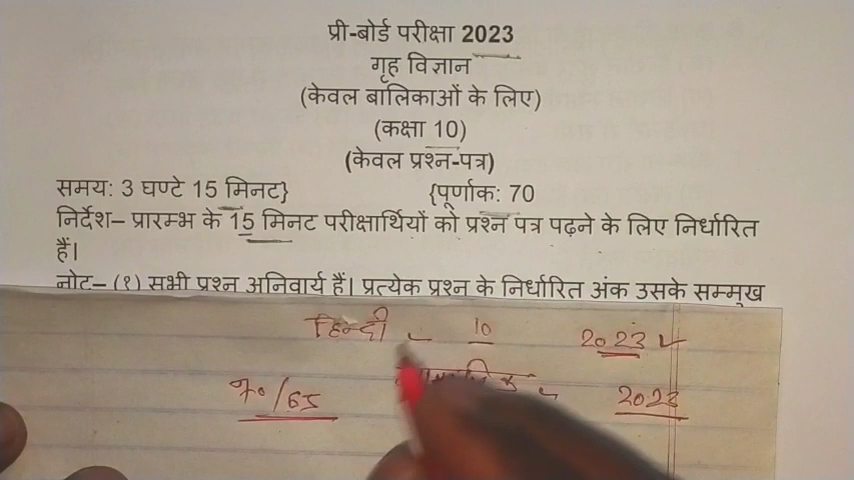 प्री-बोर्ड परीक्षा 2023
गृह विज्ञान
(केवल बालिकाओं के लिए)
(कक्षा 10)
(केवल प्रश्न-पत्र)
समय: 3 घण्टे 15 मिनट} {पूर्णाक: 70
निर्देश– प्रारम्भ के 15 मिनट परीक्षार्थियों को प्रश्न पत्र पढ़ने के लिए निर्धारित
हैं।
नोट– (१) सभी प्रश्न अनिवार्य हैं। प्रत्येक प्रश्न के निर्धारित अंक उसके सम्मुख
हिन्दी 10 2023
70/65 2023